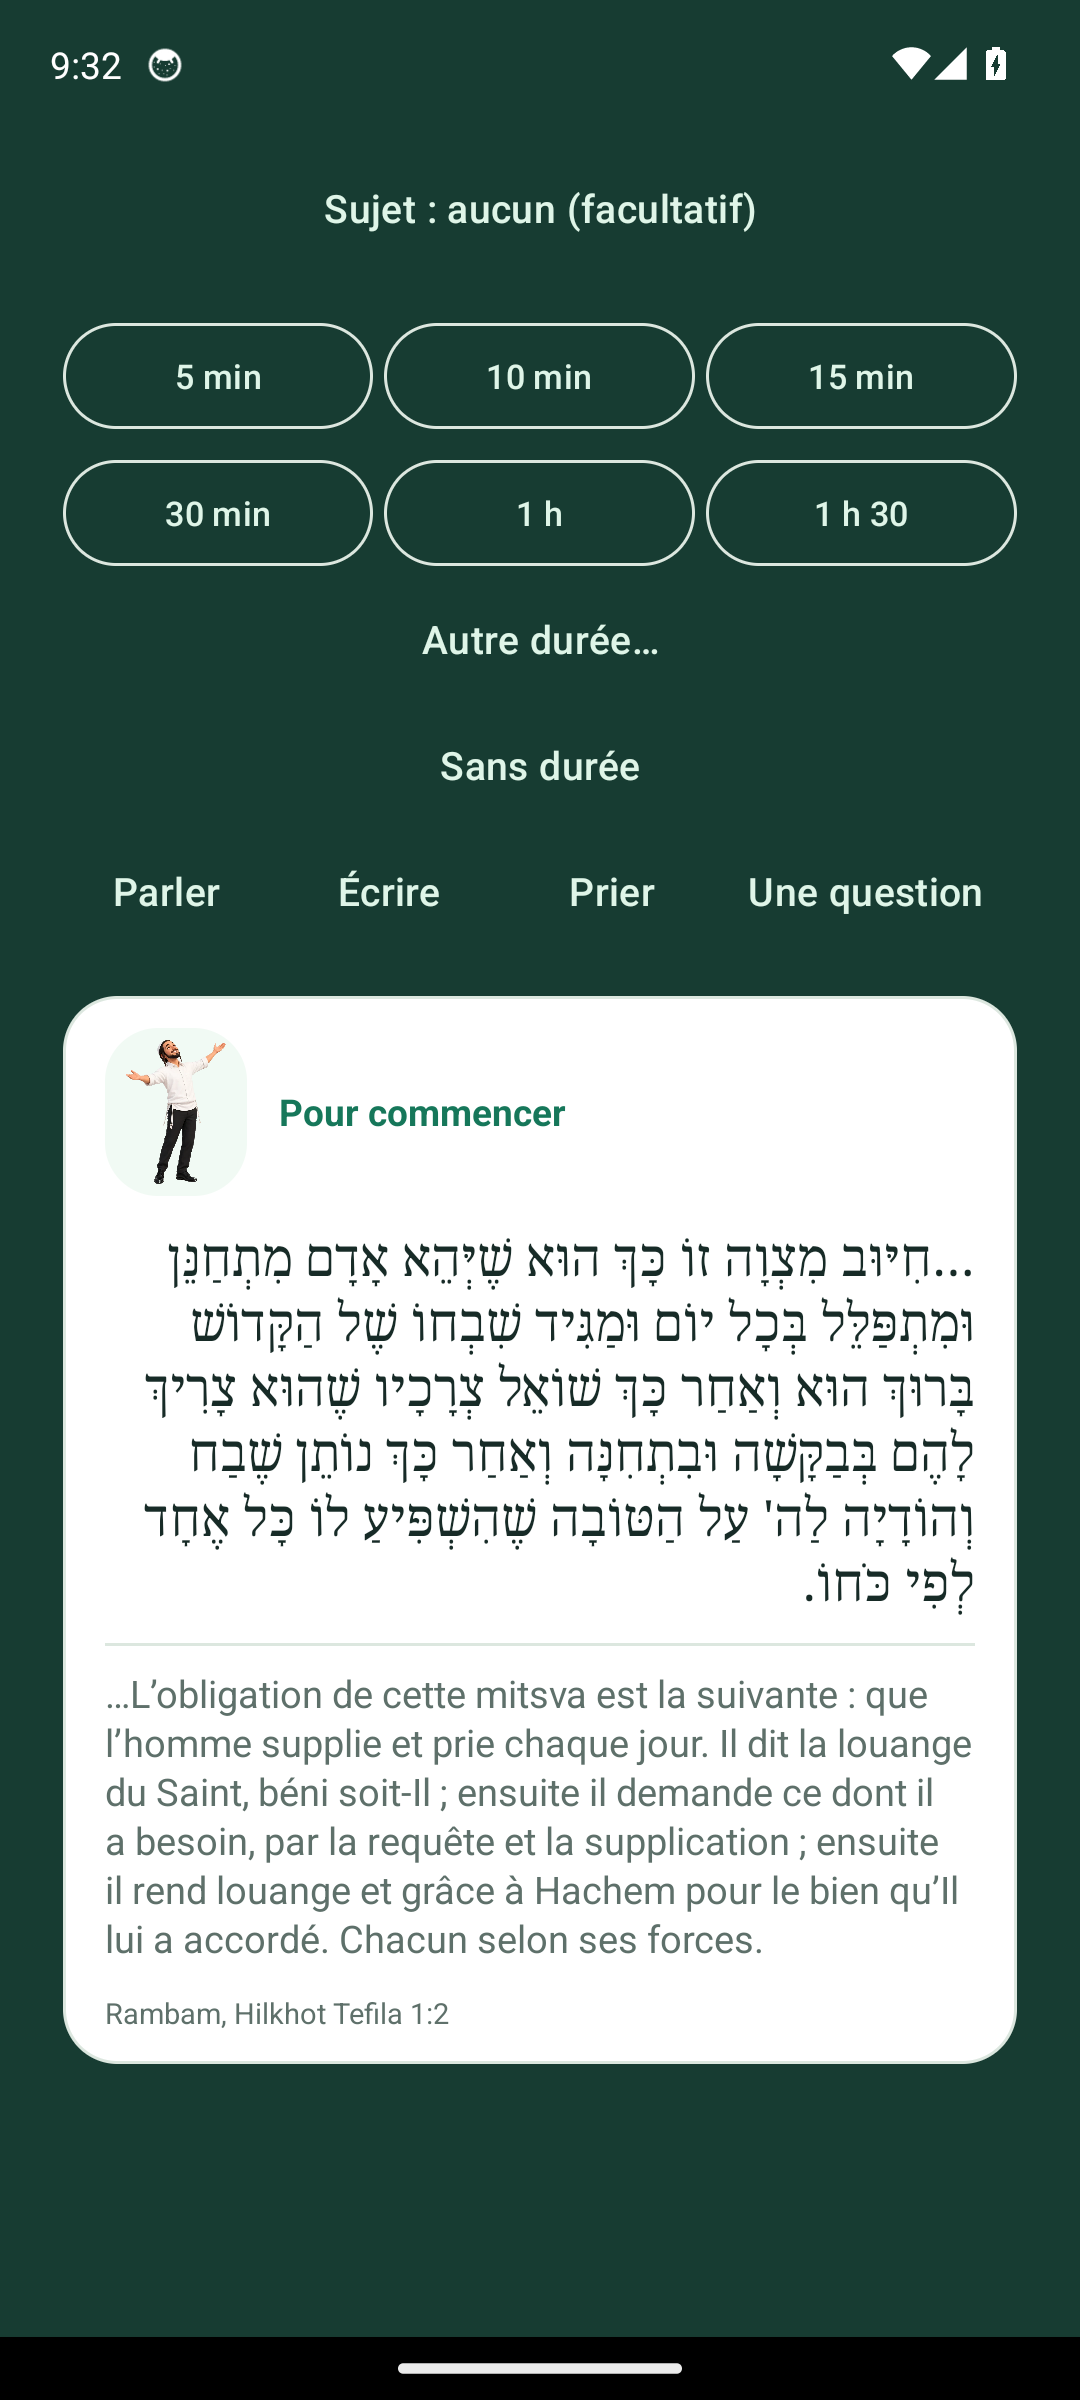 9:32
Sujet : aucun (facultatif)
5 min
10 min
15 min
30 min
1 h
1 h 30
Autre durée…
Sans durée
Parler
Écrire
Prier
Une question
Pour commencer
…חִיּוּב מִצְוָה זוֹ כָּךְ הוּא שֶׁיְּהֵא אָדָם מִתְחַנֵּן
וּמִתְפַּלֵּל בְּכָל יוֹם וּמַגִּיד שִׁבְחוֹ שֶׁל הַקָּדוֹשׁ
בָּרוּךְ הוּא וְאַחַר כָּךְ שׁוֹאֵל צְרָכָיו שֶׁהוּא צָרִיךְ
לָהֶם בְּבַקָּשָׁה וּבִתְחִנָּה וְאַחַר כָּךְ נוֹתֵן שֶׁבַח
וְהוֹדָיָה לַה' עַל הַטּוֹבָה שֶׁהִשְׁפִּיעַ לוֹ כָּל אֶחָד
לְפִי כֹּחוֹ.
…L’obligation de cette mitsva est la suivante : que
l’homme supplie et prie chaque jour. Il dit la louange
du Saint, béni soit-Il ; ensuite il demande ce dont il
a besoin, par la requête et la supplication ; ensuite
il rend louange et grâce à Hachem pour le bien qu’Il
lui a accordé. Chacun selon ses forces.
Rambam, Hilkhot Tefila 1:2